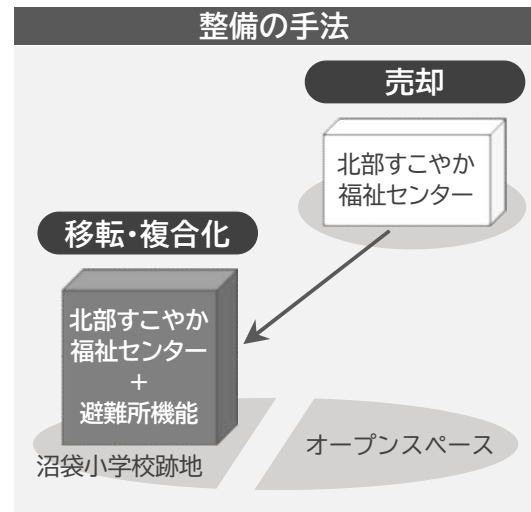 整備の手法
売却
北部すこやか
福祉センター
移転・複合化
北部すこやか
福祉センター
+
避難所機能
沼袋小学校跡地
オープンスペース